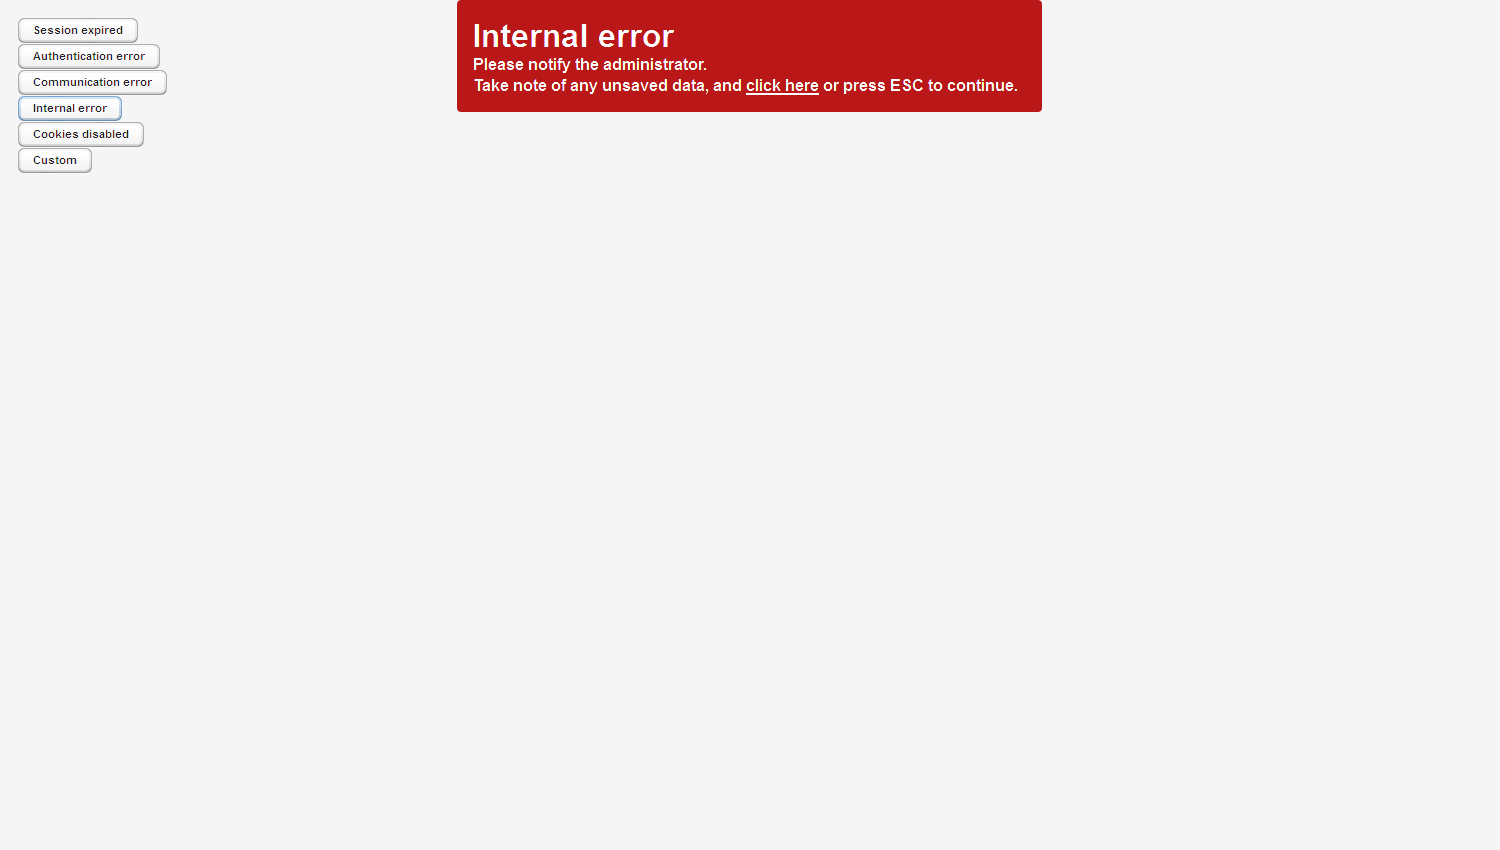 Session expired
Authentication error
Communication error
Internal error
Cookies disabled
Custom
Internal error
Please notify the administrator.
Take note of any unsaved data, and click here or press ESC to continue.